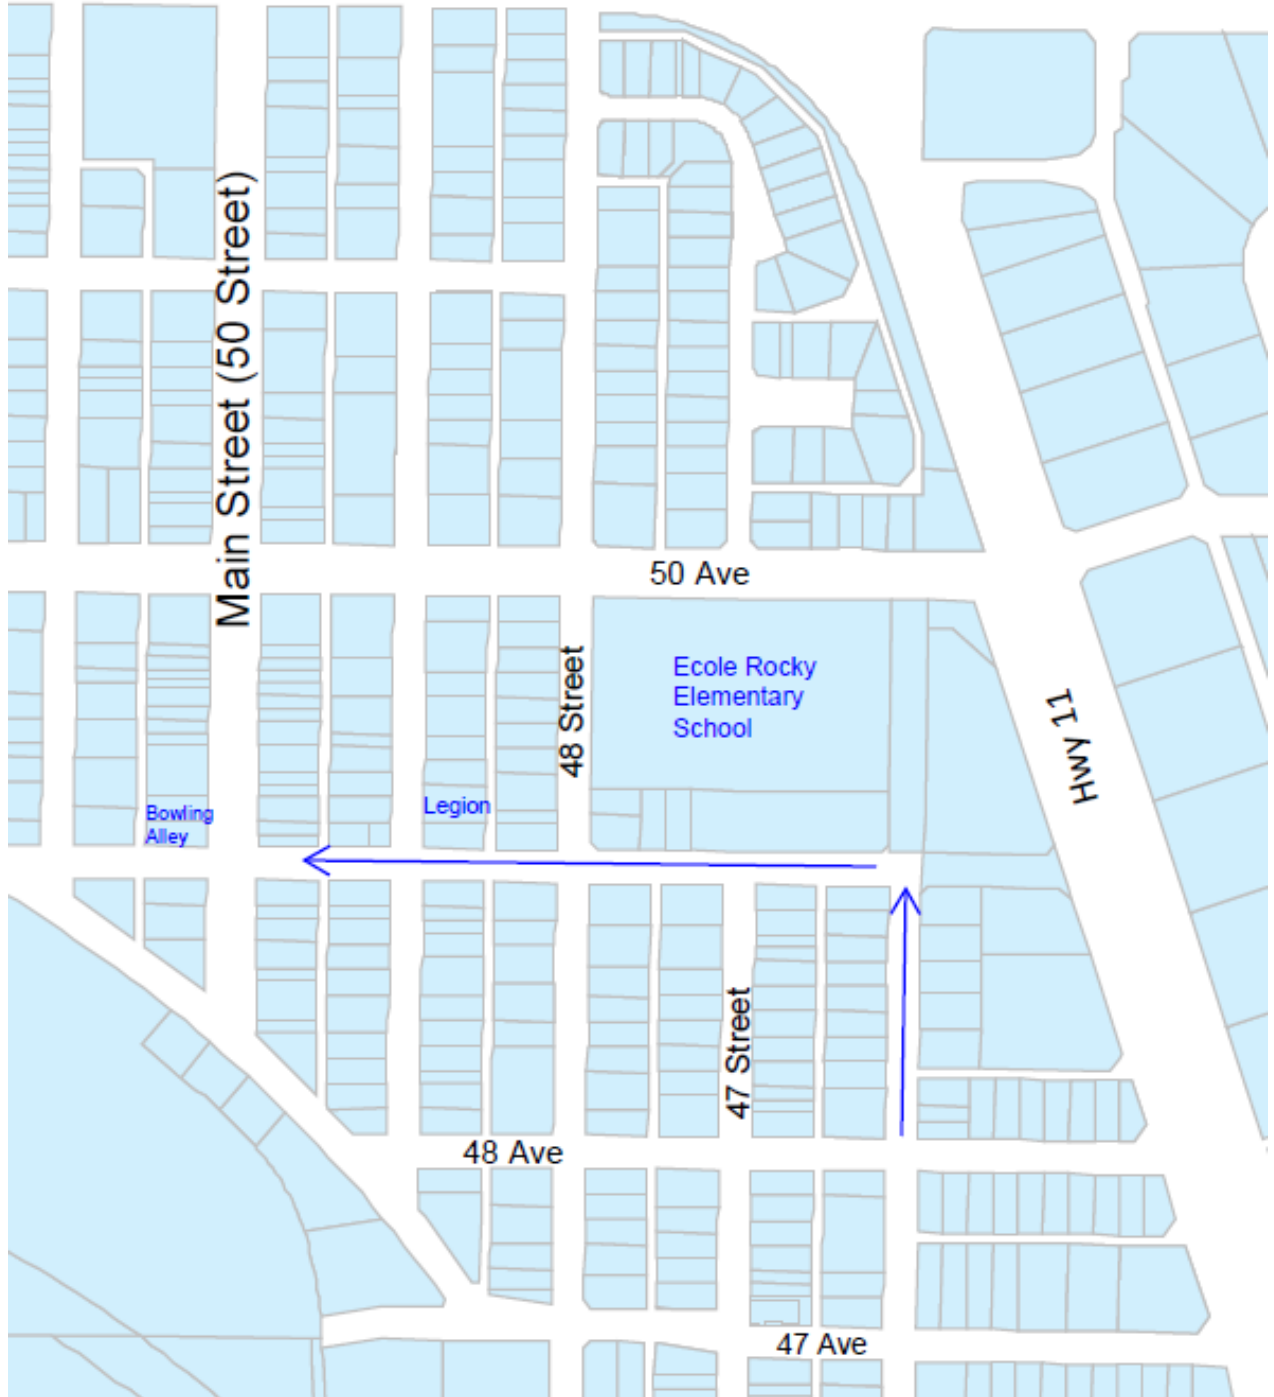 Main Street (50 Street)
50 Ave
48 Street
Ecole Rocky
Elementary
School
Hwy 11
Bowling
Alley
Legion
47 Street
48 Ave
47 Ave